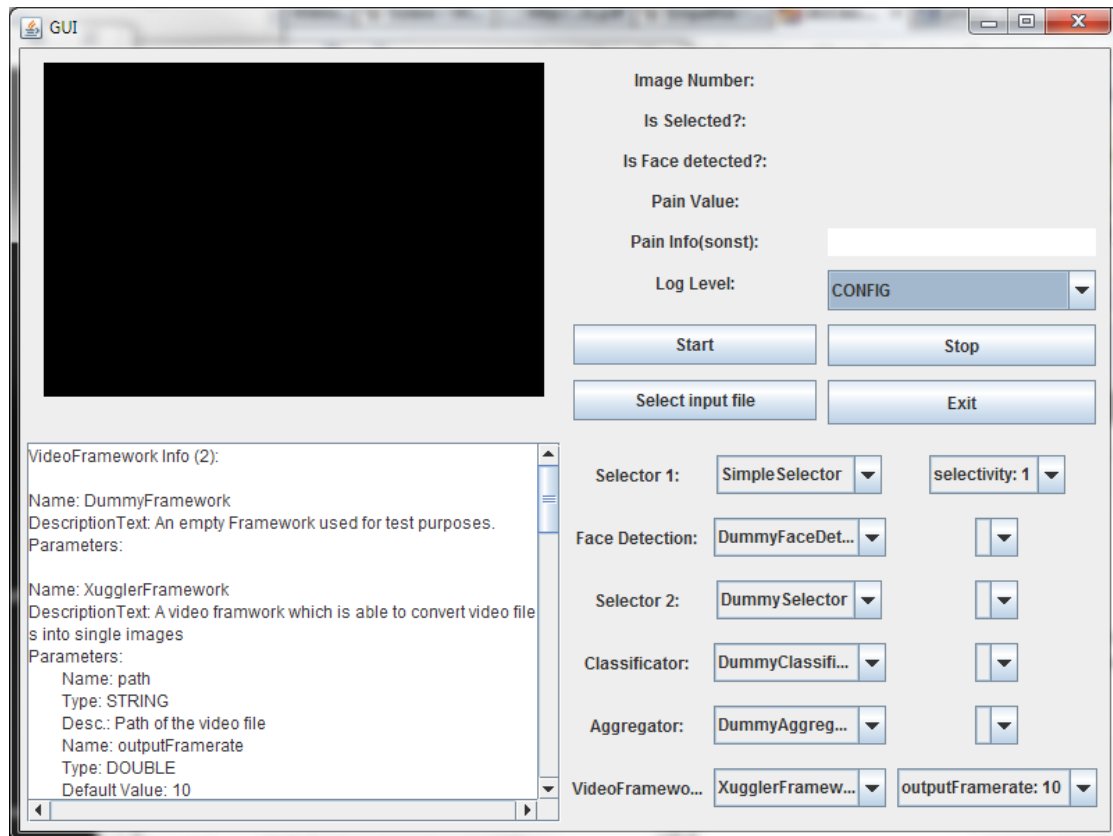 GUI
Image Number:
Is Selected?:
Is Face detected?:
Pain Value:
Pain Info(sonst):
Log Level:
CONFIG
Start
Stop
Select input file
Exit
VideoFramework Info (2):
Name: DummyFramework
DescriptionText: An empty Framework used for test purposes.
Parameters:
Name: XugglerFramework
DescriptionText: A video framwork which is able to convert video file
s into single images
Parameters:
Name: path
Type: STRING
Desc.: Path of the video file
Name: outputFramerate
Type: DOUBLE
Default Value: 10
Selector 1:
SimpleSelector
selectivity: 1
Face Detection:
DummyFaceDet...
Selector 2:
DummySelector
Classificator:
DummyClassifi...
Aggregator:
DummyAggreg...
VideoFramewo...
XugglerFramew...
outputFramerate: 10